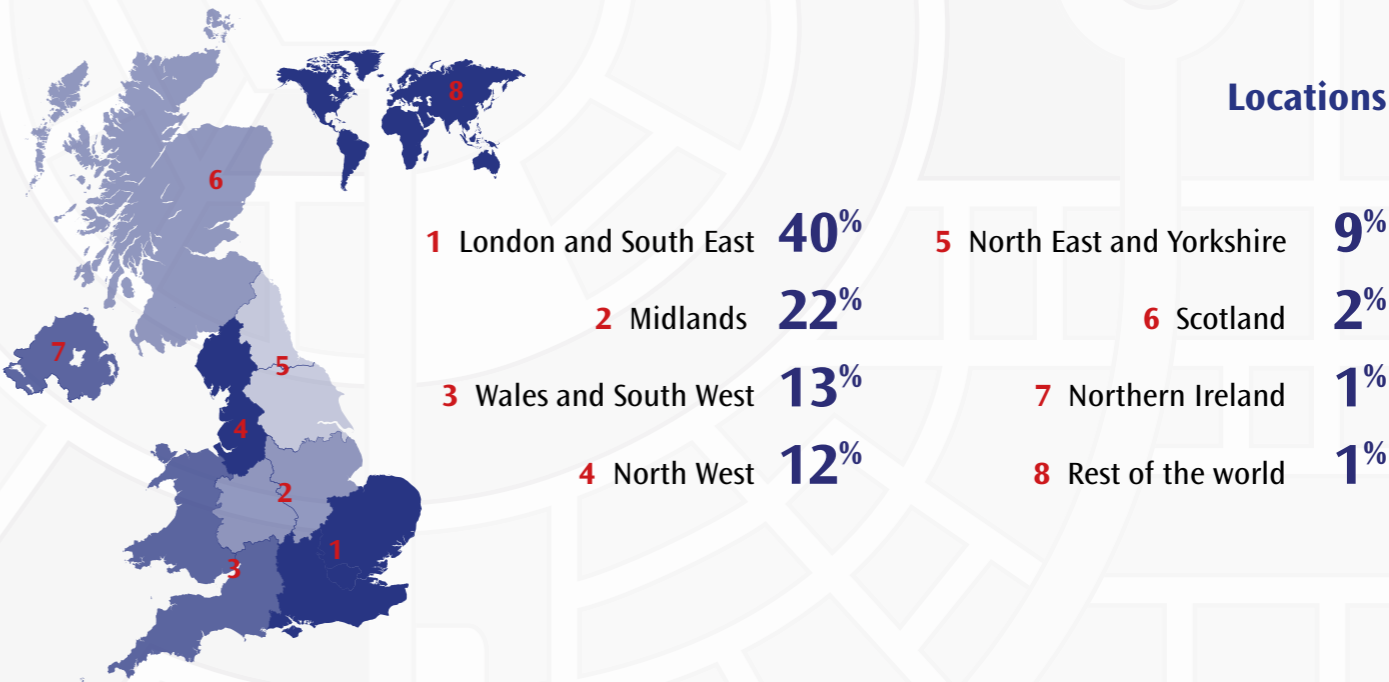 Locations
1 London and South East 40%
2 Midlands 22%
3 Wales and South West 13%
4 North West 12%
5 North East and Yorkshire 9%
6 Scotland 2%
7 Northern Ireland 1%
8 Rest of the world 1%
8
6
7
5
4
2
1
3